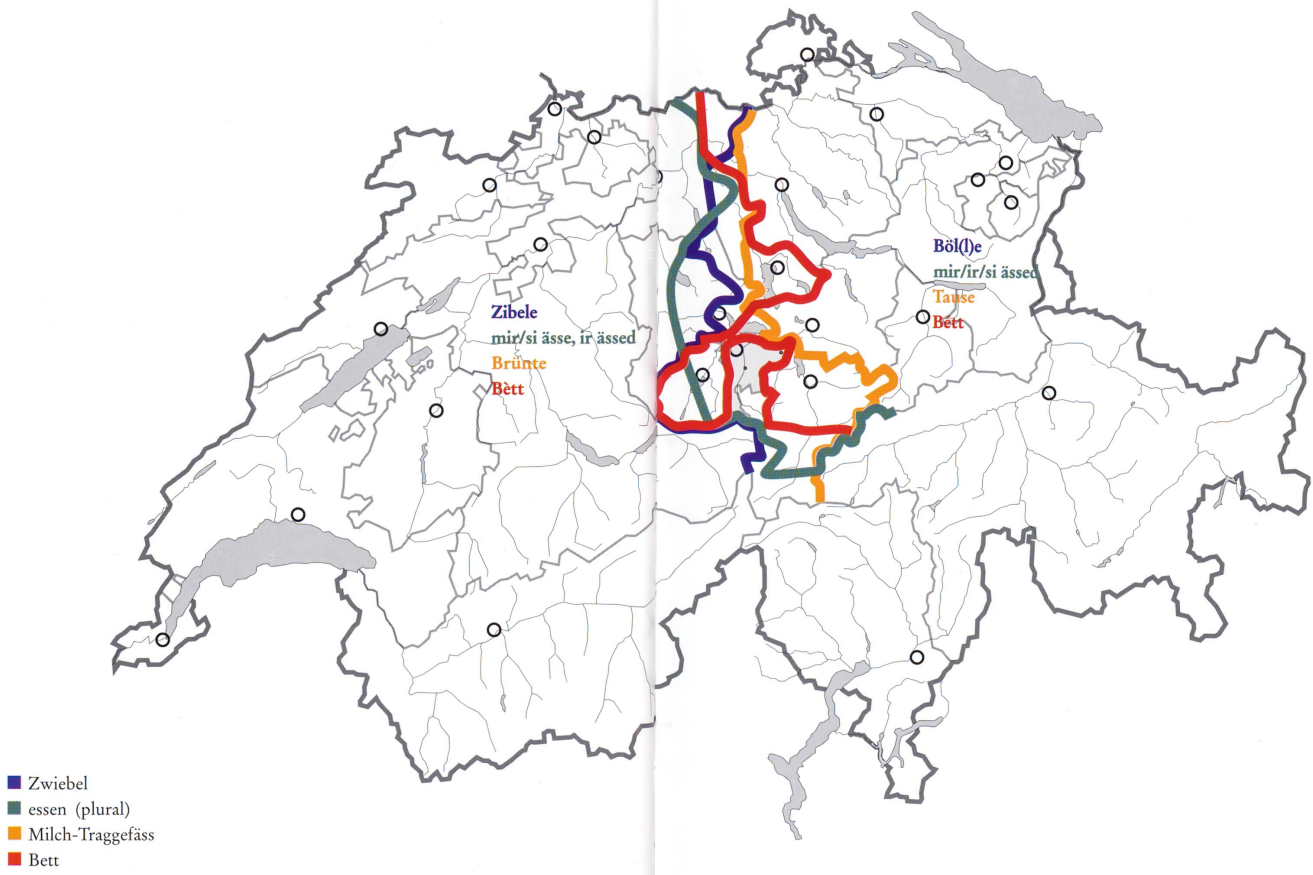 Böl(l)e
mir/ir/si ässed
Tause
Bétt
Zibele
mir/si ässe, ir ässed
Brünte
Bètt
Zwiebel
essen (plural)
Milch-Traggefäss
Bett